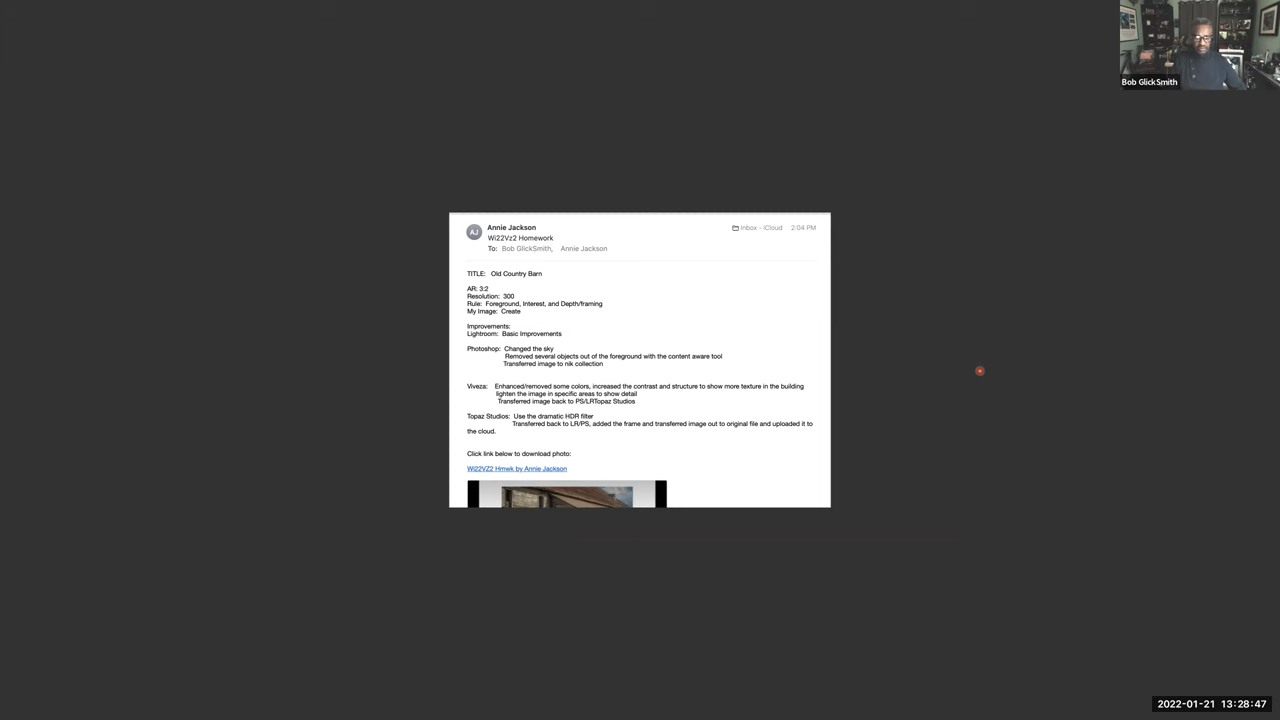 Bob GlickSmith
AJ
Annie Jackson
Inbox - iCloud 2:04 PM
Wi22Vz2 Homework
To: Bob GlickSmith, Annie Jackson
TITLE: Old Country Barn
AR: 3:2
Resolution: 300
Rule: Foreground, Interest, and Depth/framing
My Image: Create
Improvements:
Lightroom: Basic Improvements
Photoshop: Changed the sky
Removed several objects out of the foreground with the content aware tool
Transferred image to nik collection
Viveza: Enhanced/removed some colors, increased the contrast and structure to show more texture in the building
lighten the image in specific areas to show detail
Transferred image back to PS/LRTopaz Studios
Topaz Studios: Use the dramatic HDR filter
Transferred back to LR/PS, added the frame and transferred image out to original file and uploaded it to
the cloud.
Click link below to download photo:
Wi22VZ2 Hmwk by Annie Jackson
2022-01-21 13:28:47